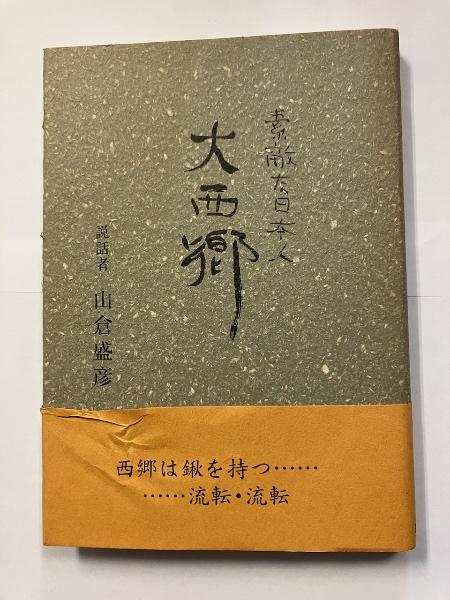 素敵な日本人
大西郷
説話者 山倉盛彦
西郷は鍬を持つ……
……流転・流転